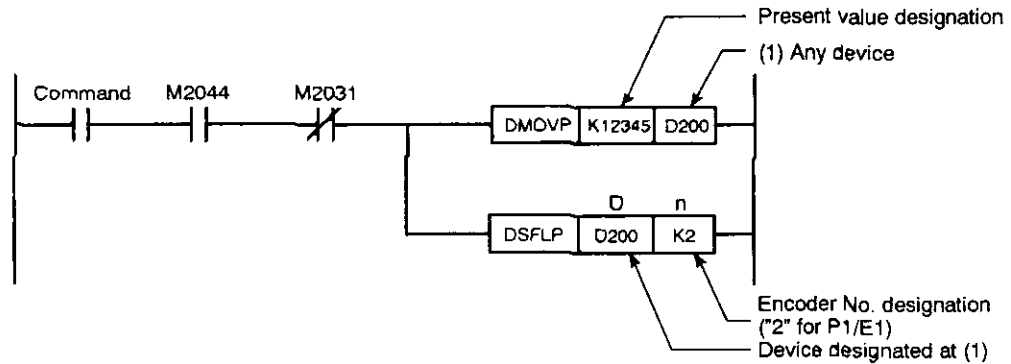 Present value designation
(1) Any device
Command M2044 M2031
DMOVP K12345 D200
D n
DSFLP D200 K2
Encoder No. designation
("2" for P1/E1)
Device designated at (1)